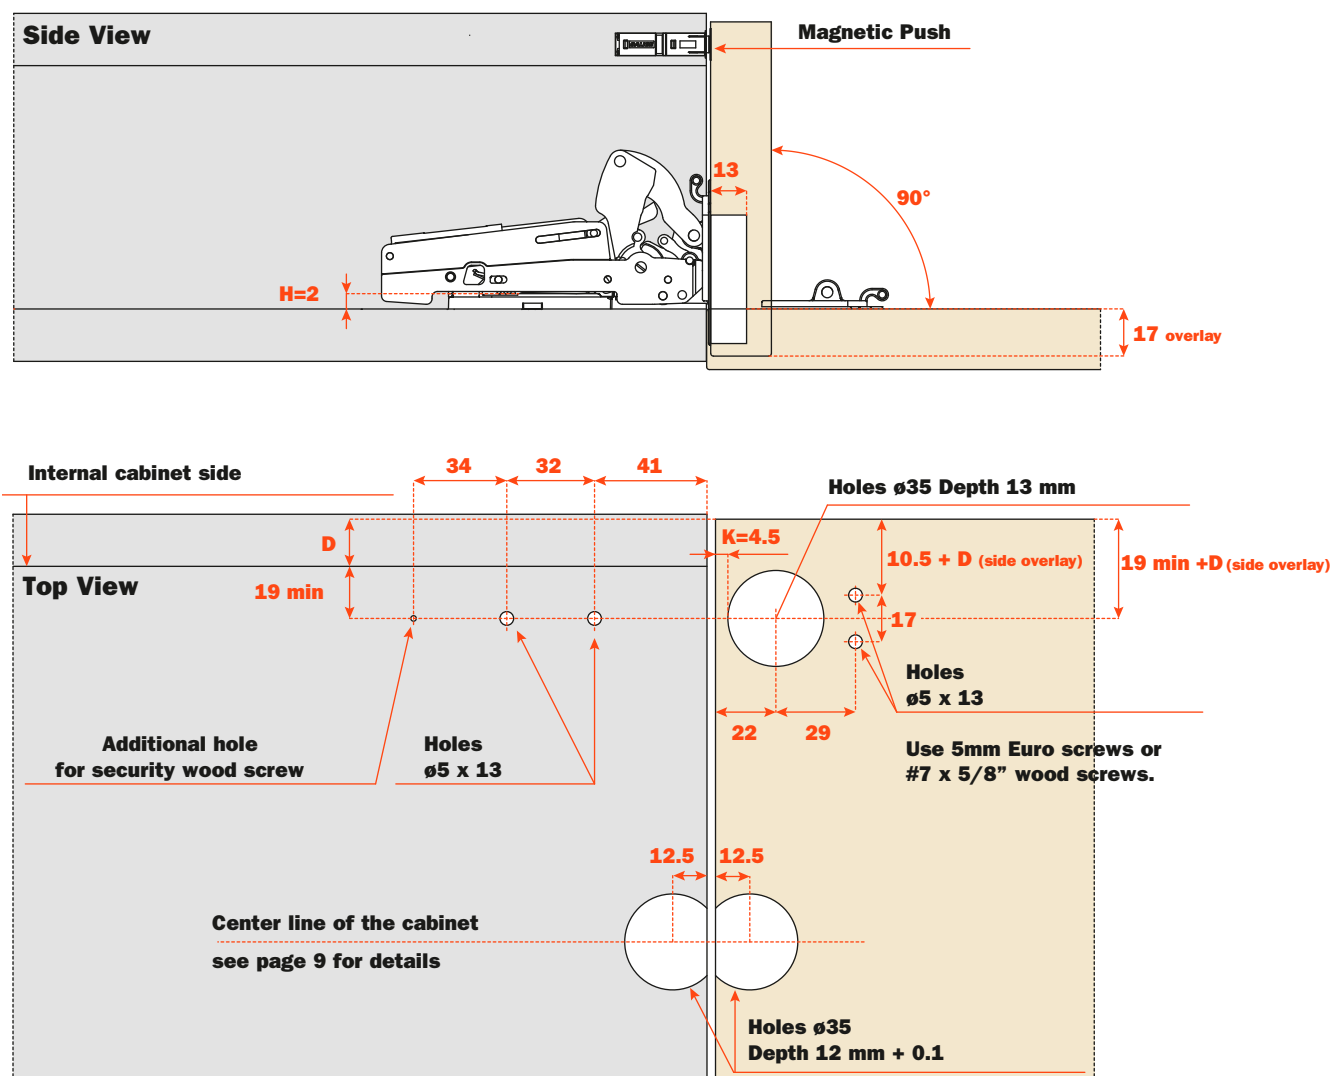 Side View
Magnetic Push
13
90°
H=2
17 overlay
34
32
41
Internal cabinet side
Holes ø35 Depth 13 mm
D
K=4.5
10.5 + D (side overlay)
19 min +D (side overlay)
Top View
19 min
17
Holes
ø5 x 13
22
29
Additional hole
for security wood screw
Holes
ø5 x 13
Use 5mm Euro screws or
#7 x 5/8” wood screws.
12.5
12.5
Center line of the cabinet
see page 9 for details
Holes ø35
Depth 12 mm + 0.1